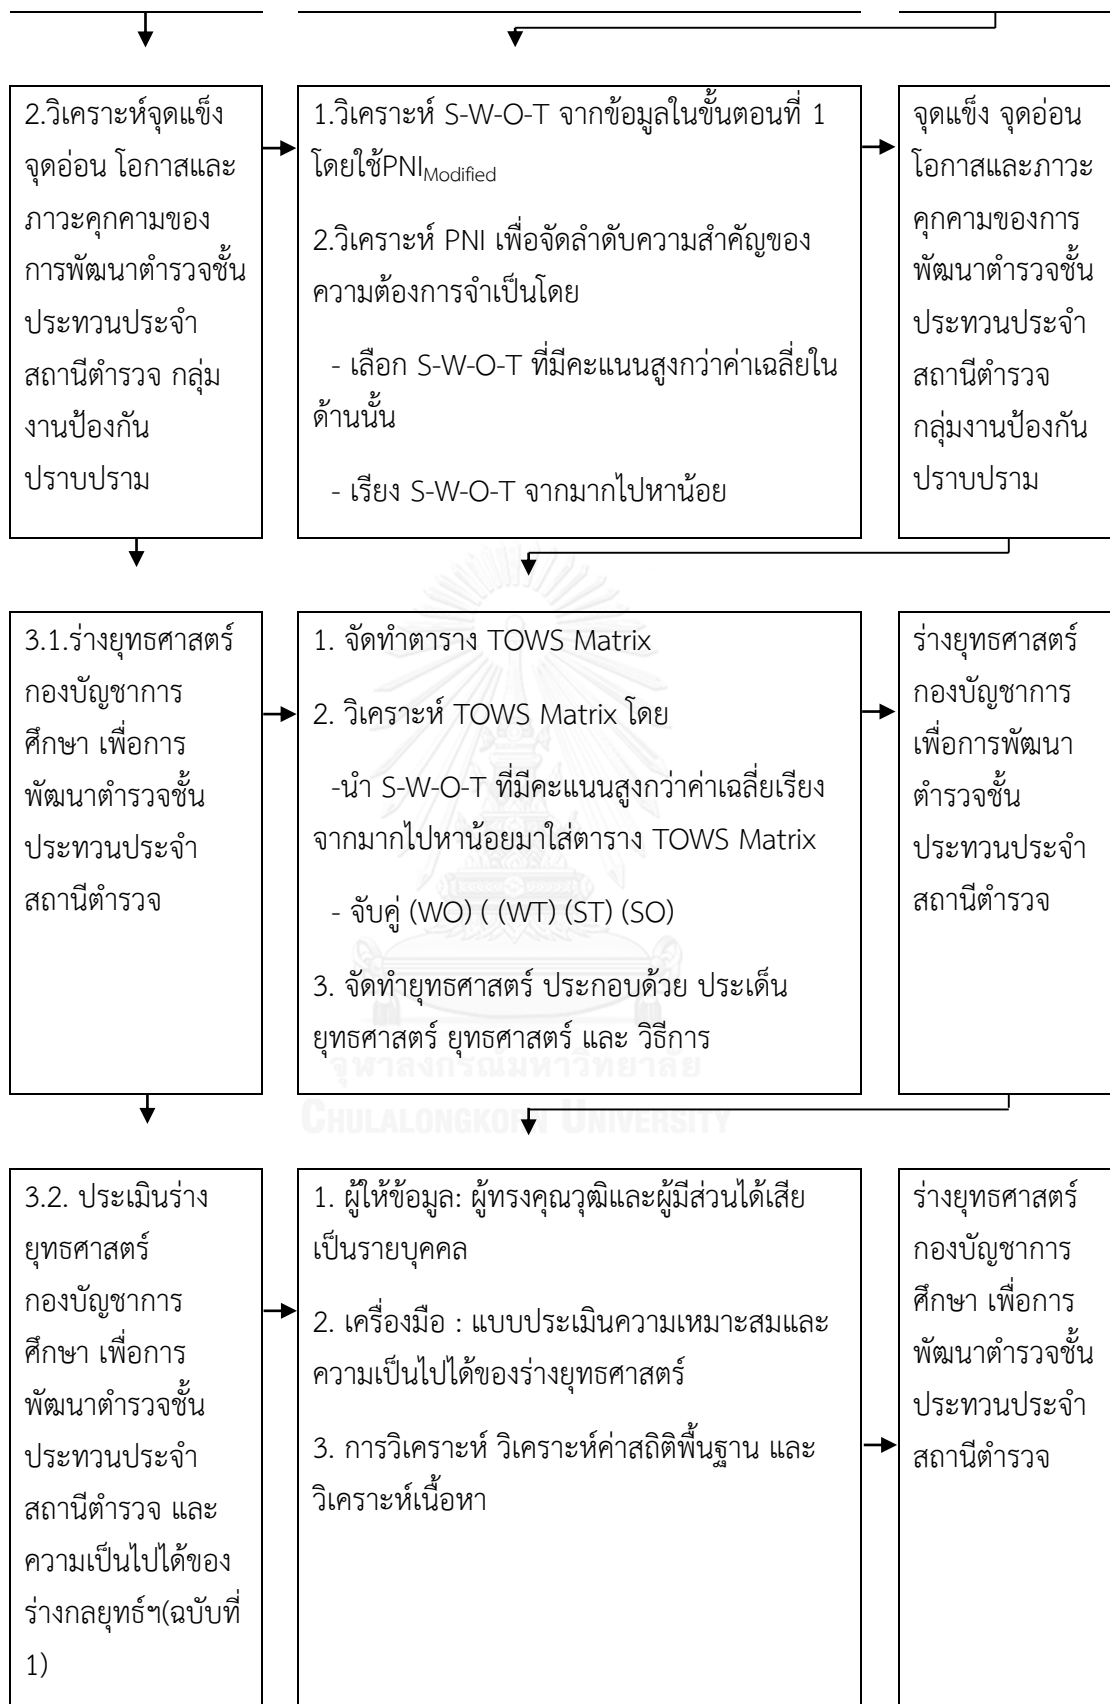 2.วิเคราะห์จุดแข็ง
จุดอ่อน โอกาสและ
ภาวะคุกคามของ
การพัฒนาตำรวจชั้น
ประทวนประจำ
สถานีตำรวจ กลุ่ม
งานป้องกัน
ปราบปราม
1.วิเคราะห์ S-W-O-T จากข้อมูลในขั้นตอนที่ 1
โดยใช้PNIModified
2.วิเคราะห์ PNI เพื่อจัดลำดับความสำคัญของ
ความต้องการจำเป็นโดย
- เลือก S-W-O-T ที่มีคะแนนสูงกว่าค่าเฉลี่ยใน
ด้านนั้น
- เรียง S-W-O-T จากมากไปหาน้อย
จุดแข็ง จุดอ่อน
โอกาสและภาวะ
คุกคามของการ
พัฒนาตำรวจชั้น
ประทวนประจำ
สถานีตำรวจ
กลุ่มงานป้องกัน
ปราบปราม
3.1.ร่างยุทธศาสตร์
กองบัญชาการ
ศึกษา เพื่อการ
พัฒนาตำรวจชั้น
ประทวนประจำ
สถานีตำรวจ
1. จัดทำตาราง TOWS Matrix
2. วิเคราะห์ TOWS Matrix โดย
-นำ S-W-O-T ที่มีคะแนนสูงกว่าค่าเฉลี่ยเรียง
จากมากไปหาน้อยมาใส่ตาราง TOWS Matrix
- จับคู่ (WO) ( (WT) (ST) (SO)
3. จัดทำยุทธศาสตร์ ประกอบด้วย ประเด็น
ยุทธศาสตร์ ยุทธศาสตร์ และ วิธีการ
ร่างยุทธศาสตร์
กองบัญชาการ
เพื่อการพัฒนา
ตำรวจชั้น
ประทวนประจำ
สถานีตำรวจ
จุฬาลงกรณ์มหาวิทยาลัย
CHULALONGKORN UNIVERSITY
3.2. ประเมินร่าง
ยุทธศาสตร์
กองบัญชาการ
ศึกษา เพื่อการ
พัฒนาตำรวจชั้น
ประทวนประจำ
สถานีตำรวจ และ
ความเป็นไปได้ของ
ร่างกลยุทธ์ฯ(ฉบับที่
1)
1. ผู้ให้ข้อมูล: ผู้ทรงคุณวุฒิและผู้มีส่วนได้เสีย
เป็นรายบุคคล
2. เครื่องมือ : แบบประเมินความเหมาะสมและ
ความเป็นไปได้ของร่างยุทธศาสตร์
3. การวิเคราะห์ วิเคราะห์ค่าสถิติพื้นฐาน และ
วิเคราะห์เนื้อหา
ร่างยุทธศาสตร์
กองบัญชาการ
ศึกษา เพื่อการ
พัฒนาตำรวจชั้น
ประทวนประจำ
สถานีตำรวจ